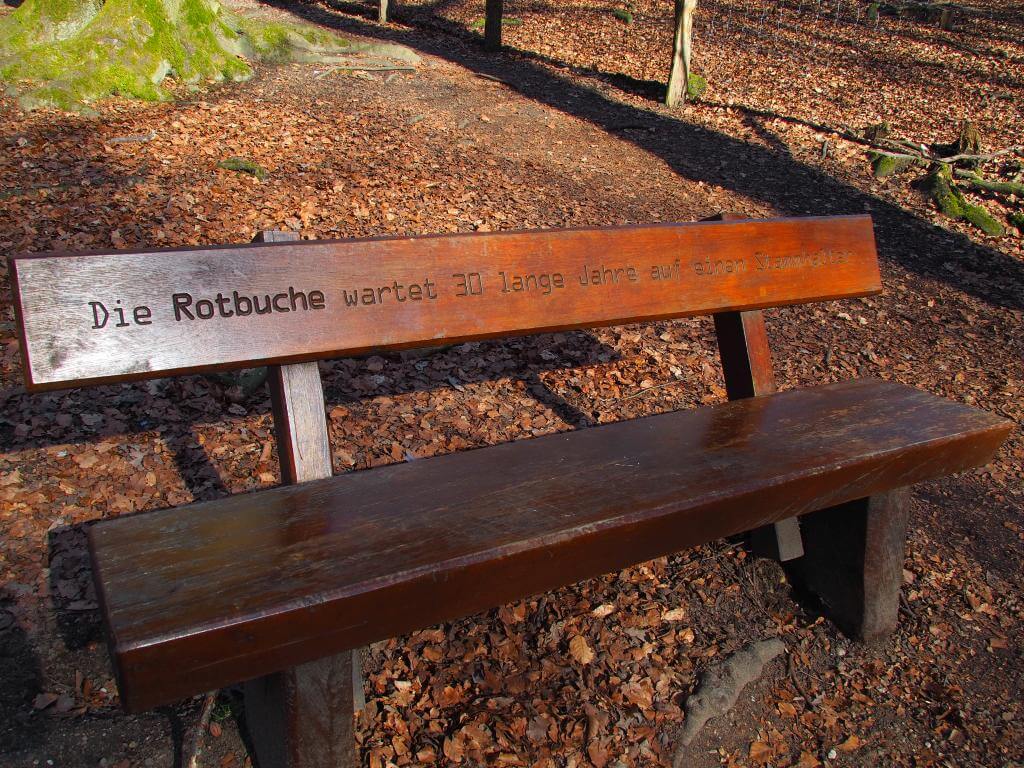 Die Rotbuche wartet 30 lange Jahre auf einen Stammhalter